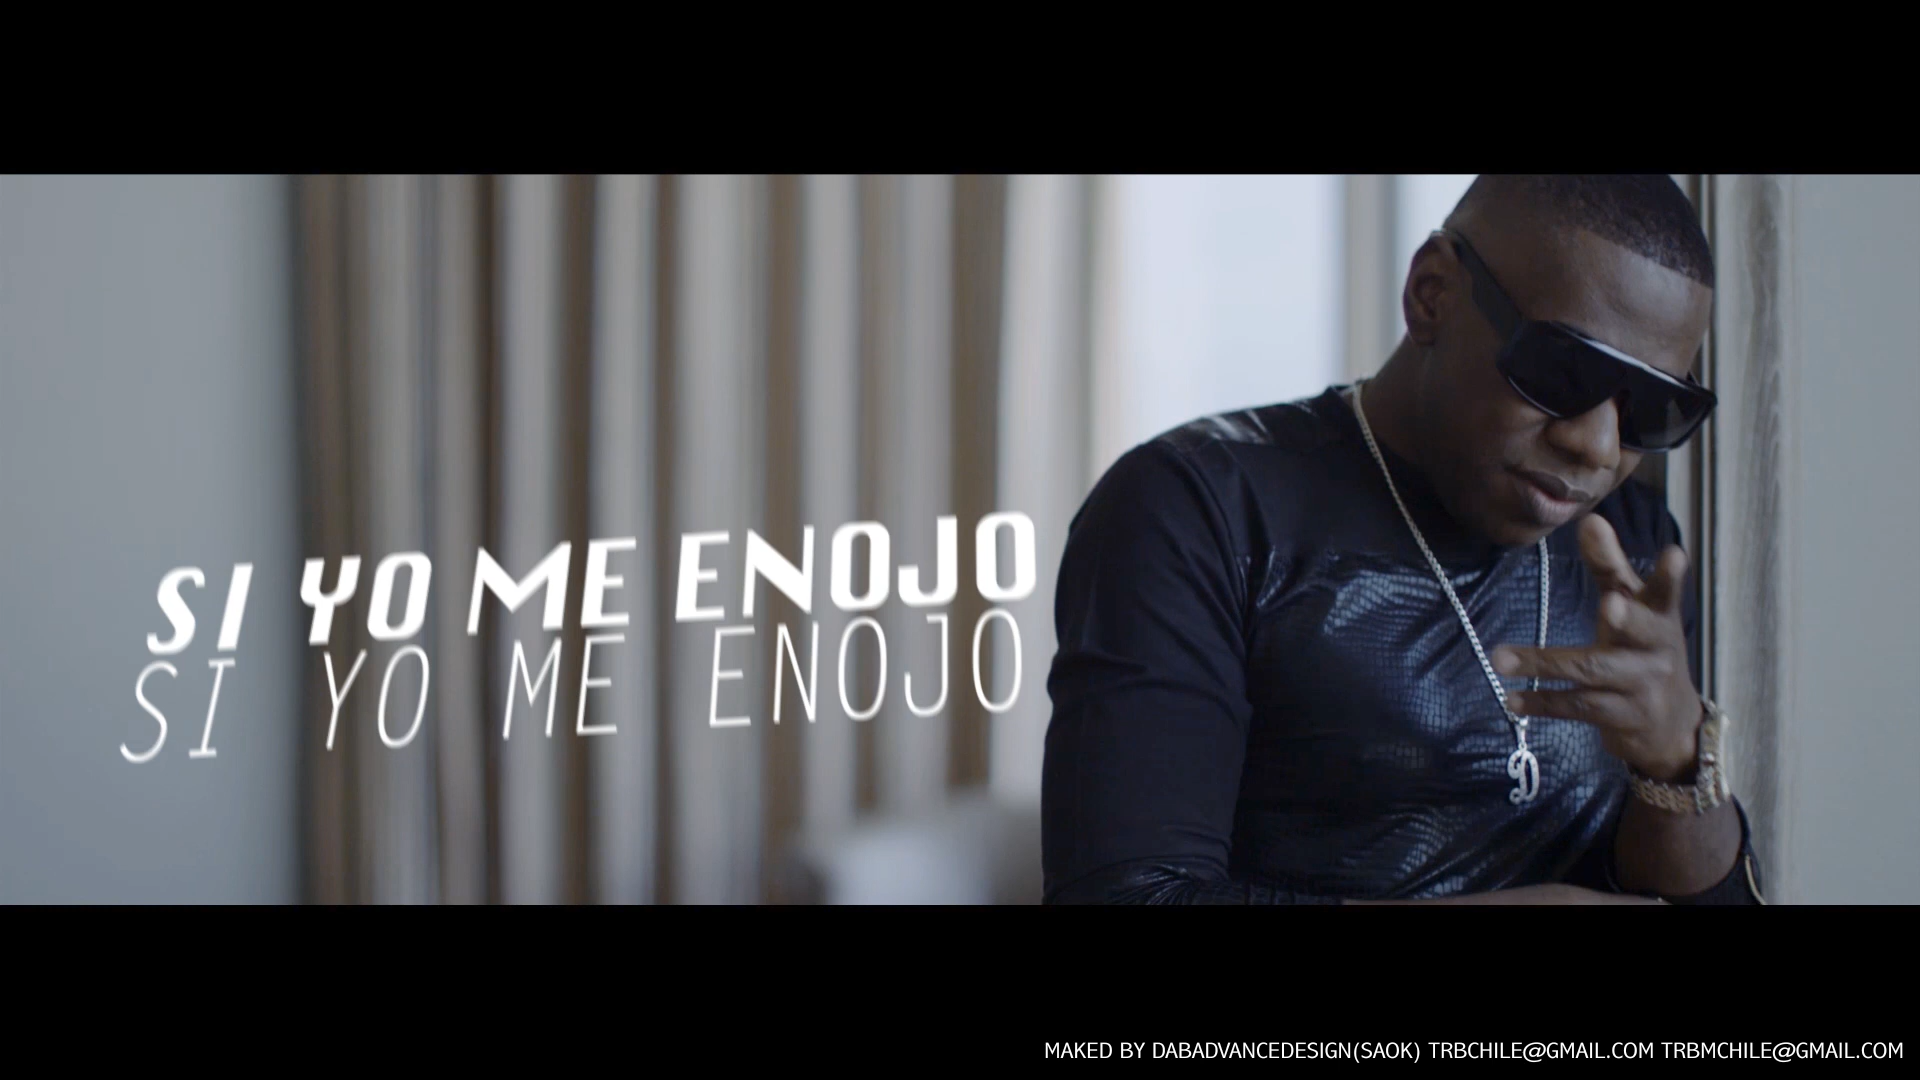 SI YO ME ENOJO
SI YO ME ENOJO
D
MAKED BY DABADVANCEDESIGN(SAOK) TRBCHILE@GMAIL.COM TRBMCHILE@GMAIL.COM